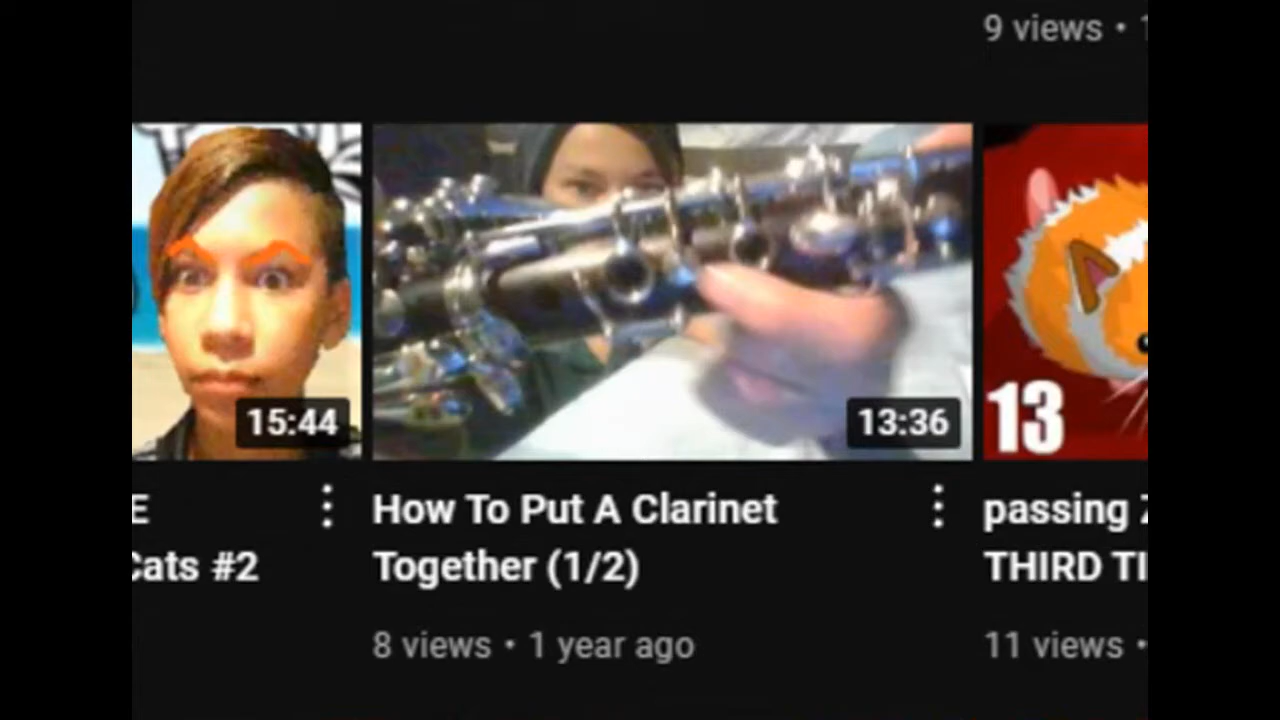 9 views •
15:44
13:36
13
E
Cats #2
How To Put A Clarinet
Together (1/2)
8 views • 1 year ago
passing
THIRD
11 views •